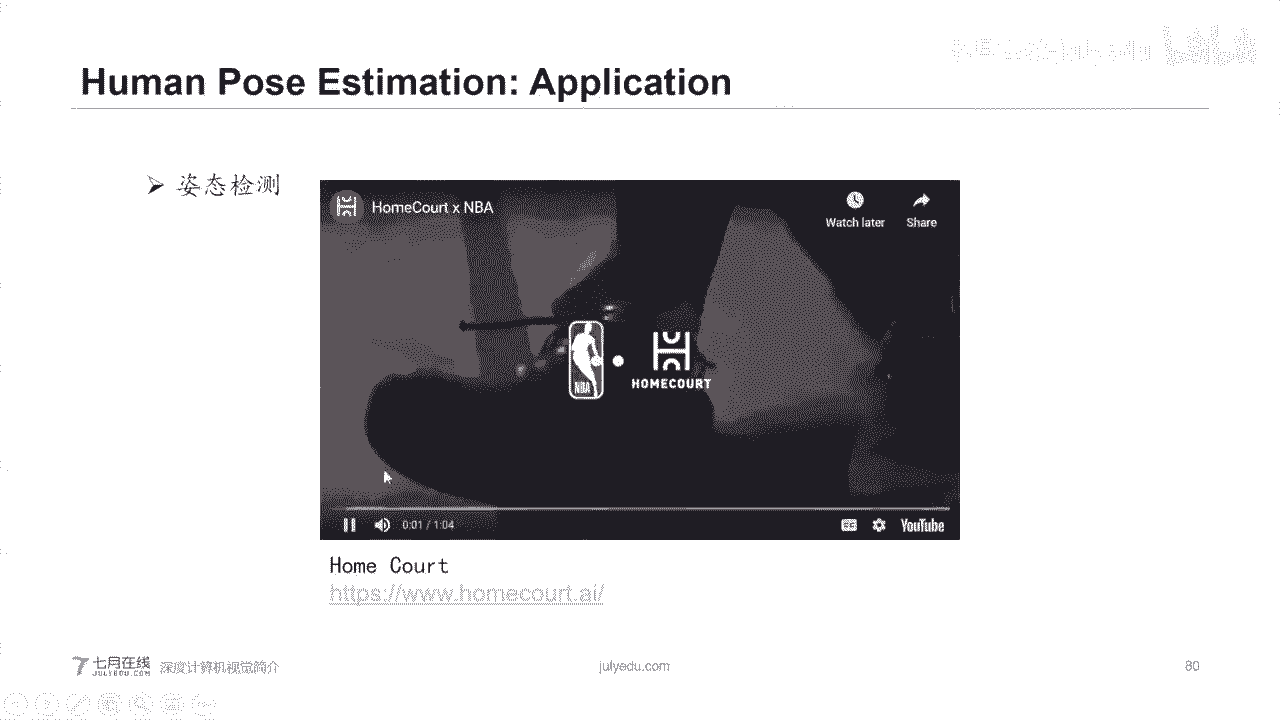 Human Pose Estimation: Application
➢ 姿态检测
HomeCourt x NBA
Watch later
Share
NBA
HOMECOURT
0:01 / 1:04
CC
YouTube
Home Court
https://www.homecourt.ai/
七月在线
JULYEDU.COM
深度计算机视觉简介
julyedu.com
80